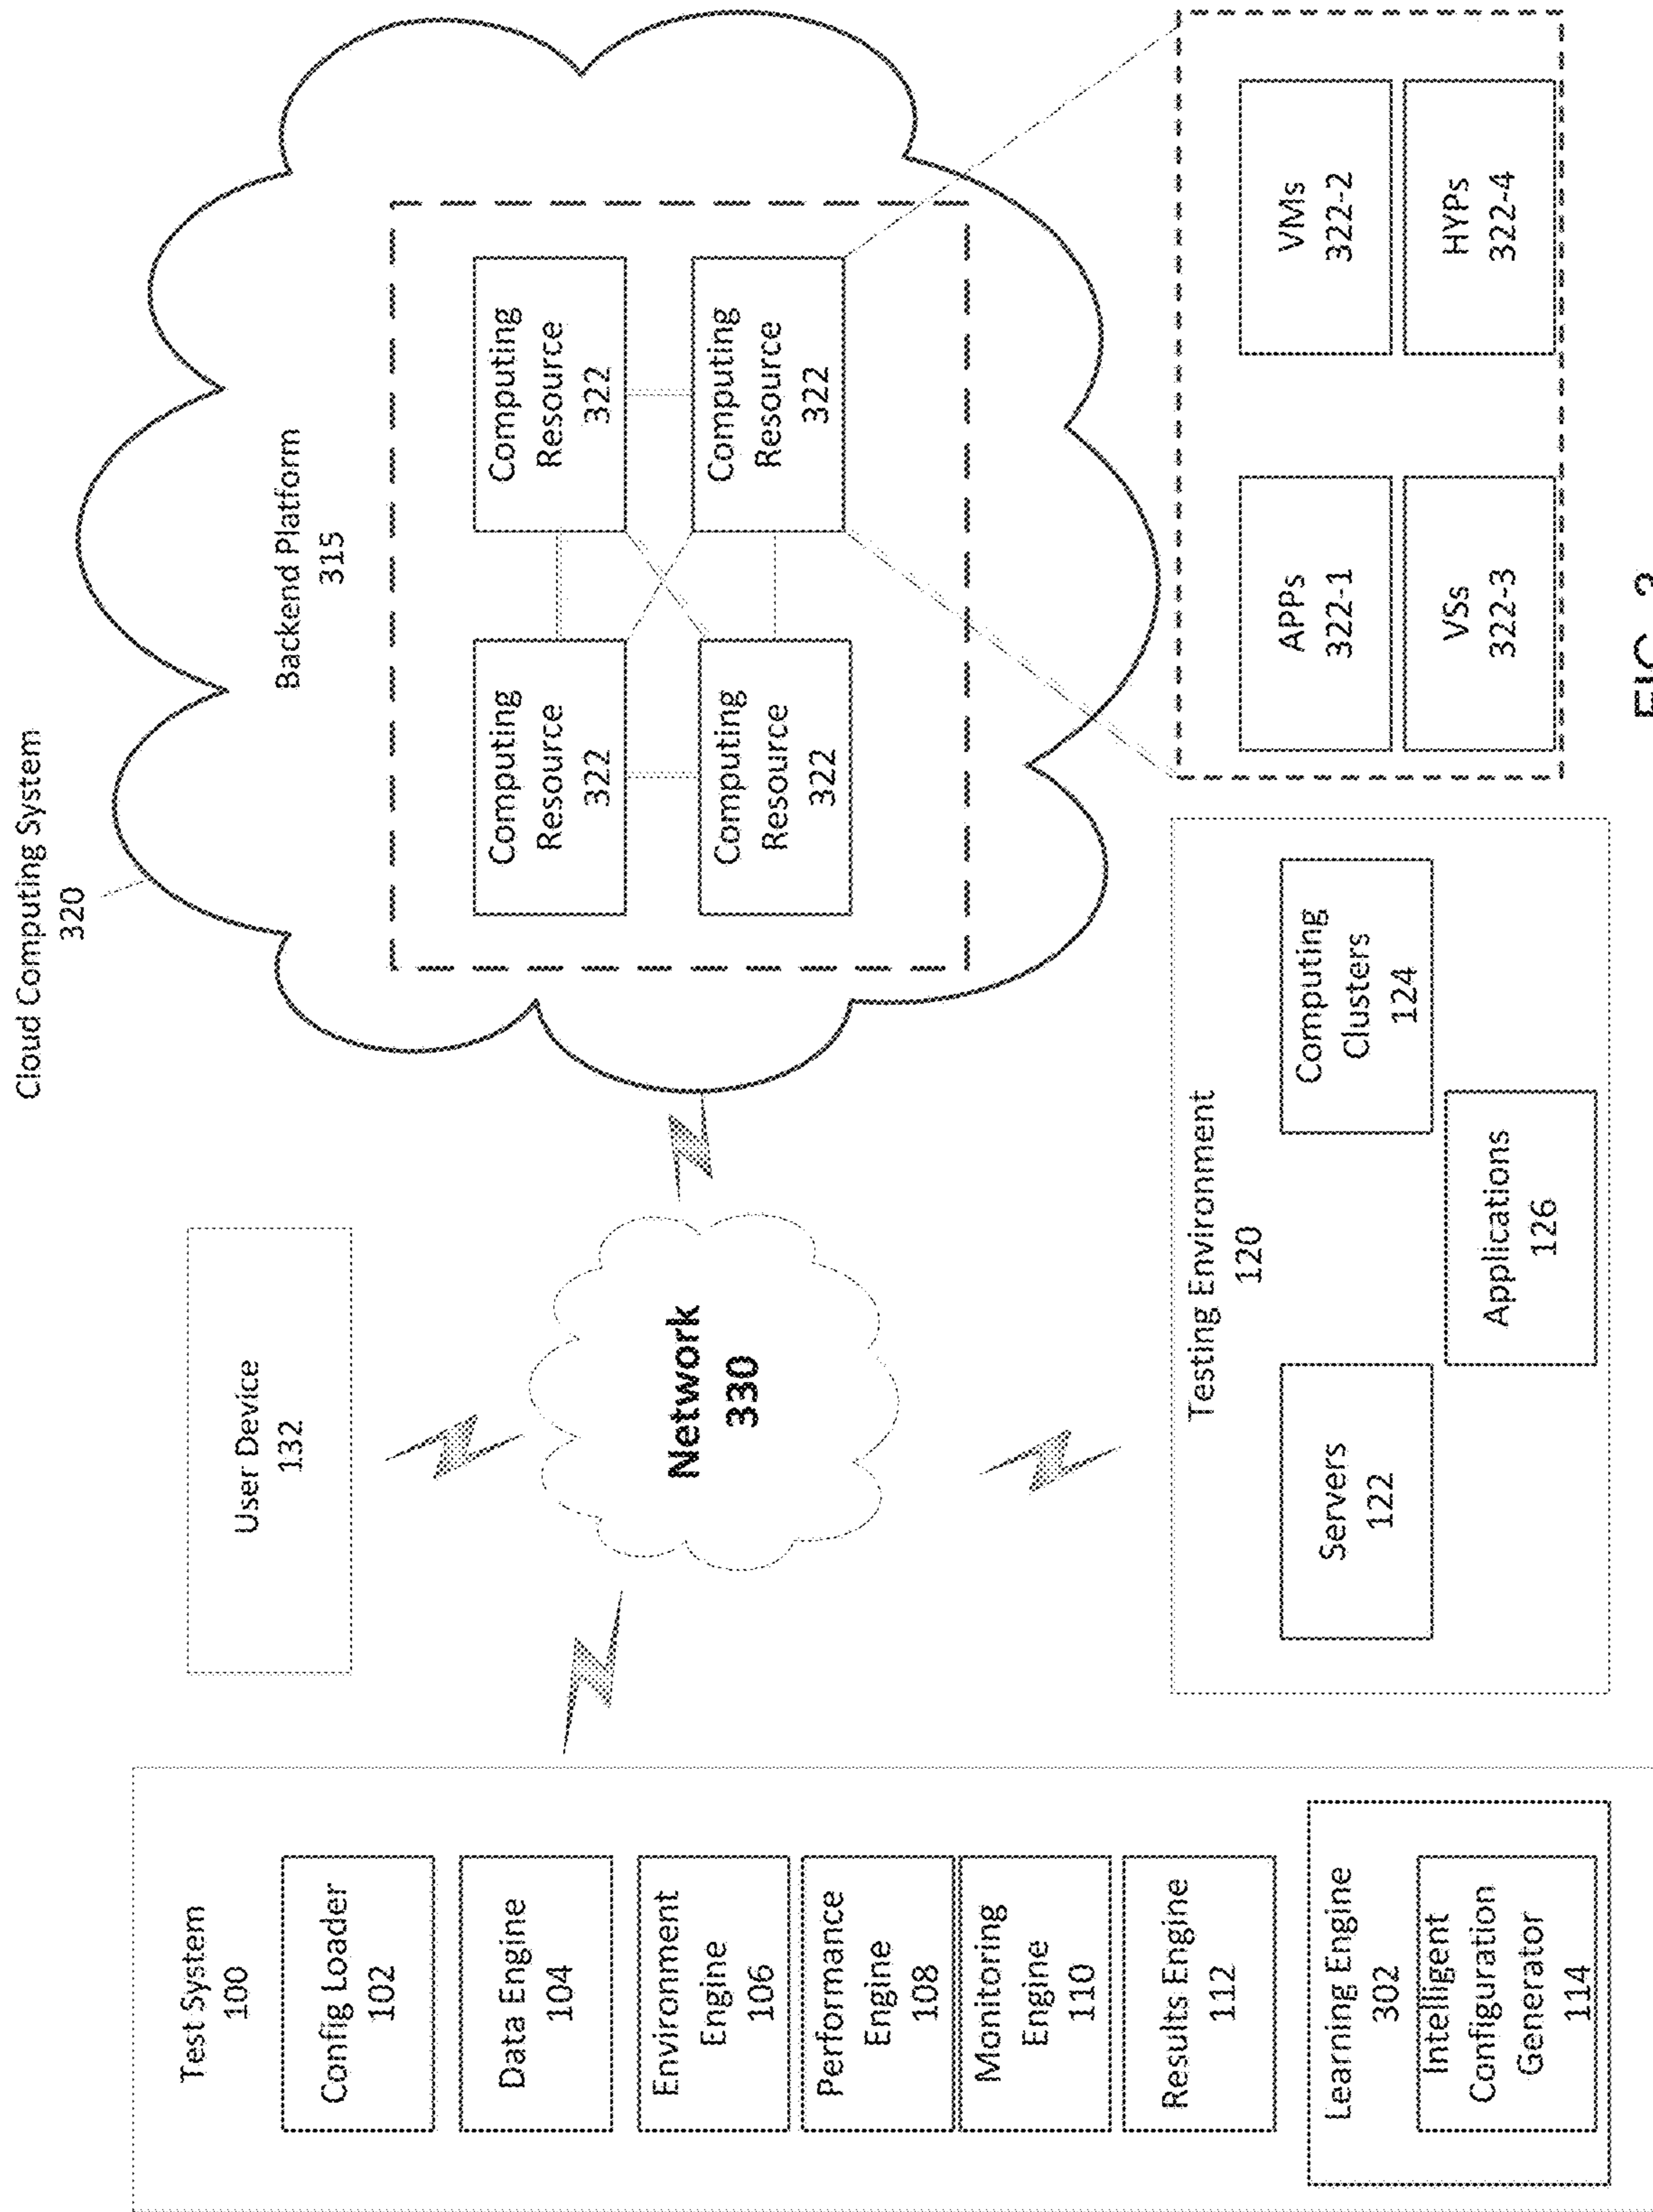 Cloud Computing System
320
Test System
100
Config Loader
102
Data Engine
104
Environment
Engine
106
Performance
Engine
108
Monitoring
Engine
110
Results Engine
112
Learning Engine
302
Intelligent
Configuration
Generator
114
User Device
132
Network
330
Testing Environment
120
Servers
122
Computing
Clusters
124
Applications
126
Backend Platform
315
Computing
Resource
322
Computing
Resource
322
Computing
Resource
322
Computing
Resource
322
APPs
322-1
VMs
322-2
VSs
322-3
HYPs
322-4
FIG. 3